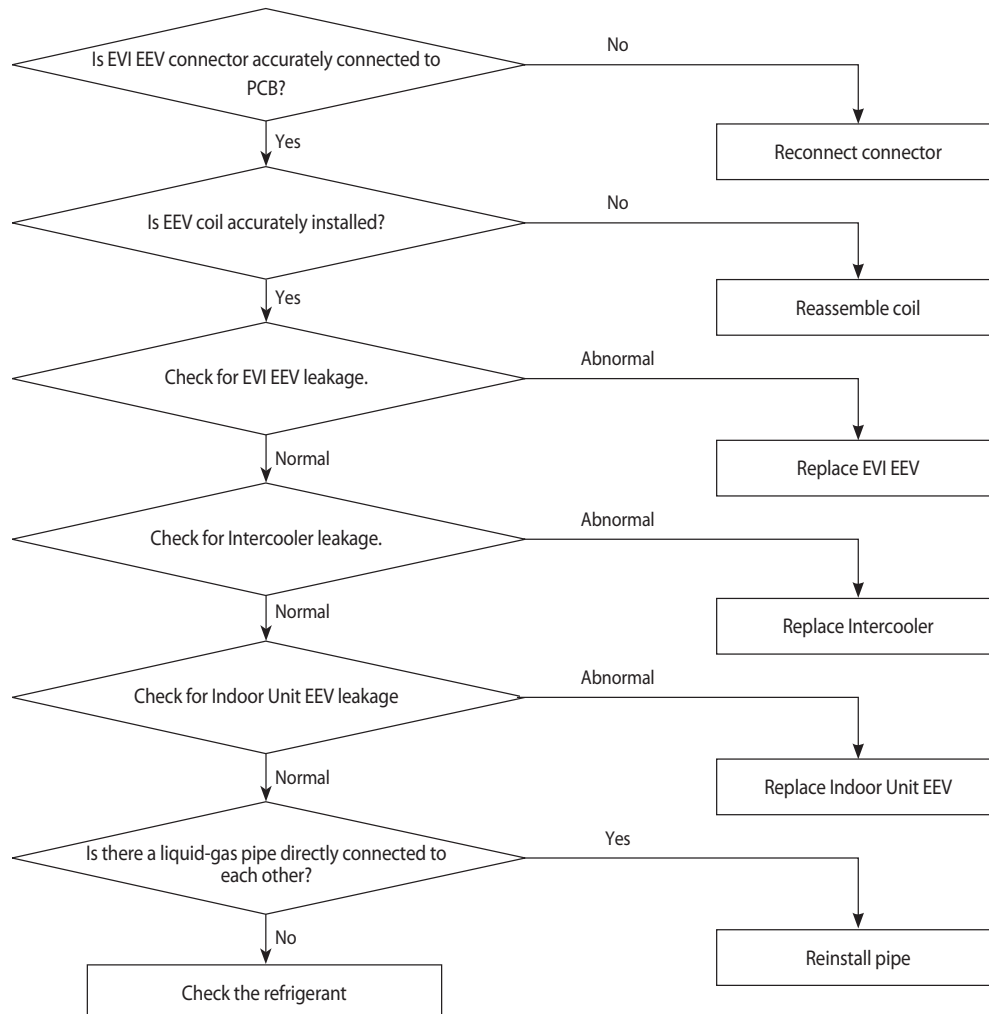 Is EVI EEV connector accurately connected to
PCB?
No
Reconnect connector
Yes
Is EEV coil accurately installed?
No
Reassemble coil
Yes
Check for EVI EEV leakage.
Abnormal
Replace EVI EEV
Normal
Check for Intercooler leakage.
Abnormal
Replace Intercooler
Normal
Check for Indoor Unit EEV leakage
Abnormal
Replace Indoor Unit EEV
Normal
Is there a liquid-gas pipe directly connected to
each other?
Yes
Reinstall pipe
No
Check the refrigerant